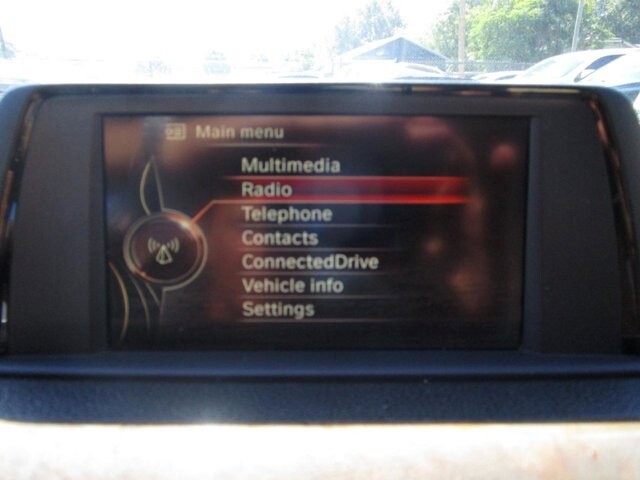 Main menu
Multimedia
Radio
Telephone
Contacts
ConnectedDrive
Vehicle info
Settings